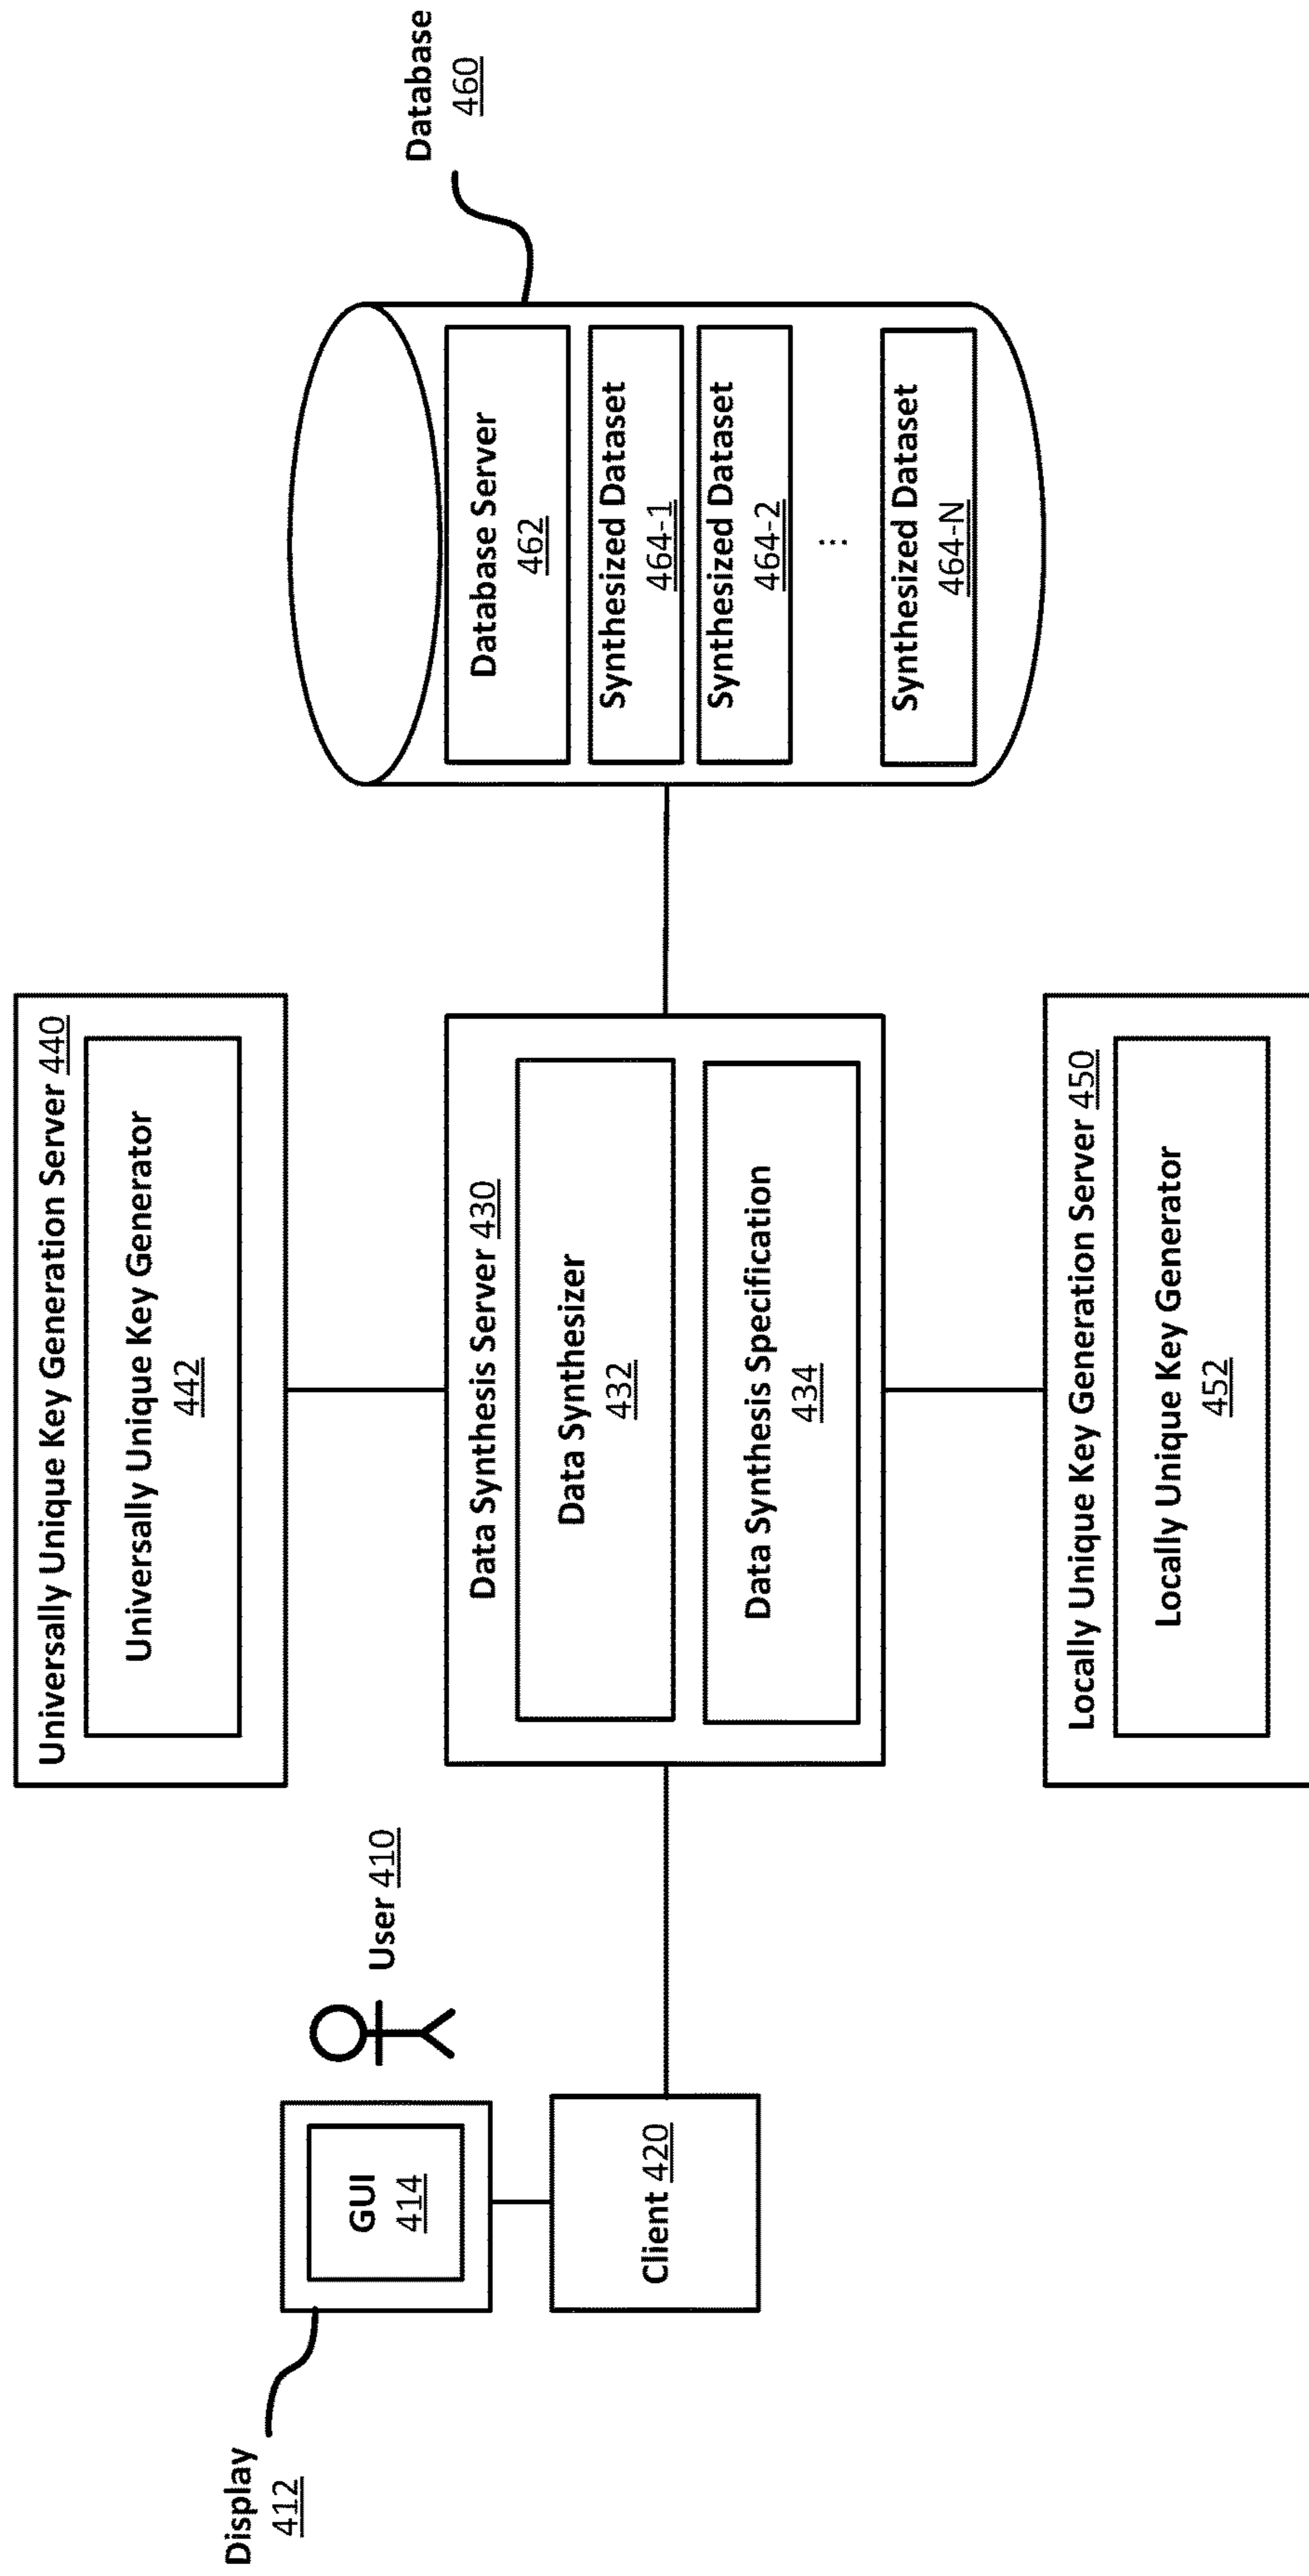 Universally Unique Key Generation Server 440
Universally Unique Key Generator
442
Display
412
GUI
414
User 410
Client 420
Data Synthesis Server 430
Data Synthesizer
432
Data Synthesis Specification
434
Database
460
Database Server
462
Synthesized Dataset
464-1
Synthesized Dataset
464-2
...
Synthesized Dataset
464-N
Locally Unique Key Generation Server 450
Locally Unique Key Generator
452